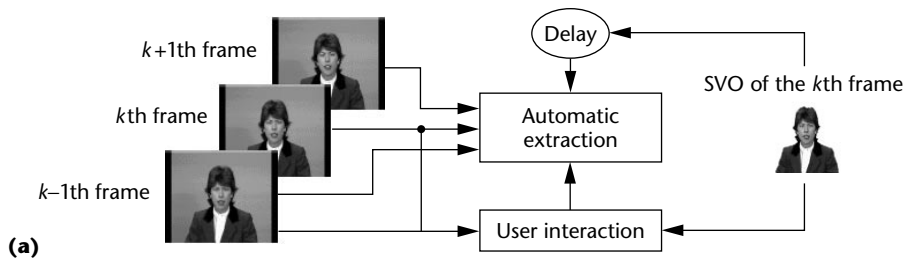 k+1th frame
kth frame
k–1th frame
(a)
Delay
Automatic
extraction
User interaction
SVO of the kth frame